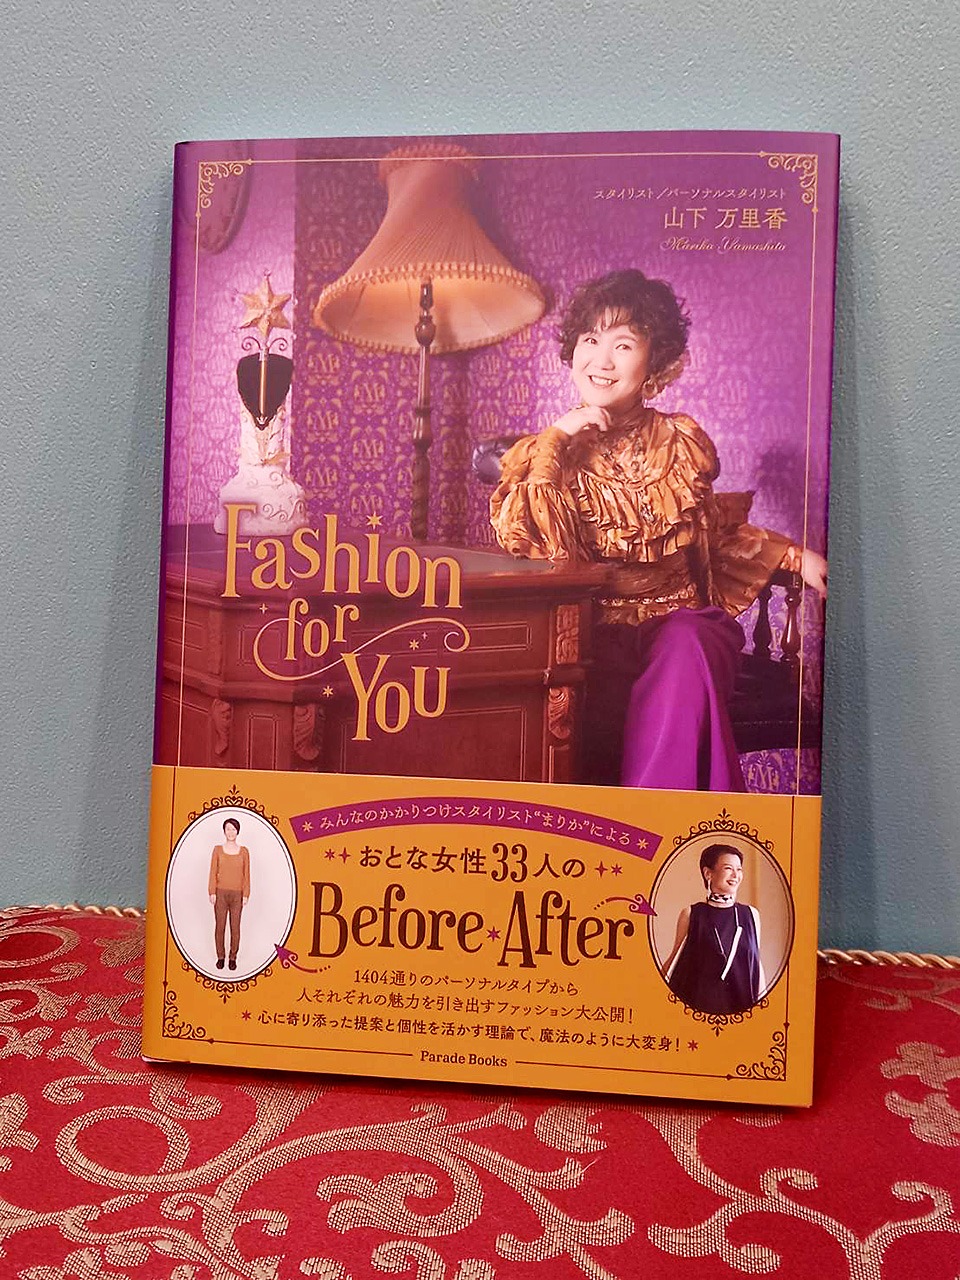 スタイリスト／パーソナルスタイリスト
山下 万里香
Marika Yamashita
Fashion
for
You
みんなのかかりつけスタイリスト“まりか”による
おとな女性33人の
Before After
1404通りのパーソナルタイプから
人それぞれの魅力を引き出すファッション大公開！
心に寄り添った提案と個性を活かす理論で、魔法のように大変身！
Parade Books